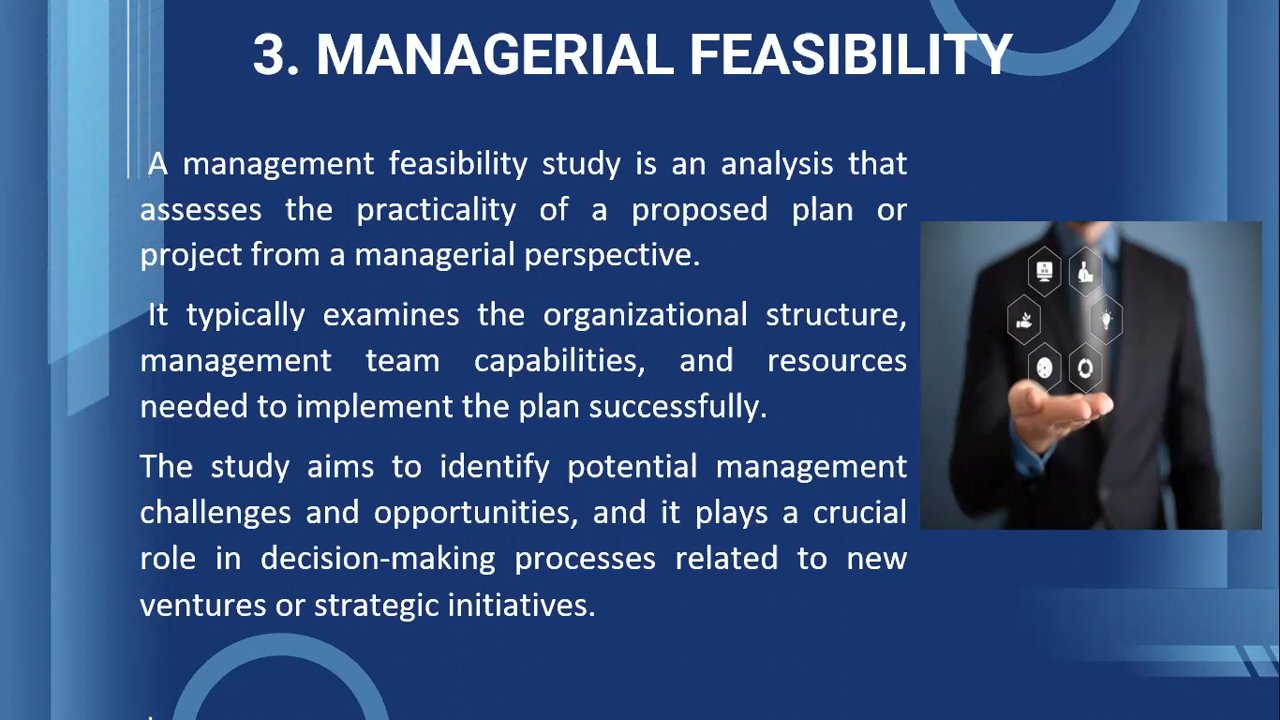 3. MANAGERIAL FEASIBILITY
A management feasibility study is an analysis that
assesses the practicality of a proposed plan or
project from a managerial perspective.
It typically examines the organizational structure,
management team capabilities, and resources
needed to implement the plan successfully.
The study aims to identify potential management
challenges and opportunities, and it plays a crucial
role in decision-making processes related to new
ventures or strategic initiatives.